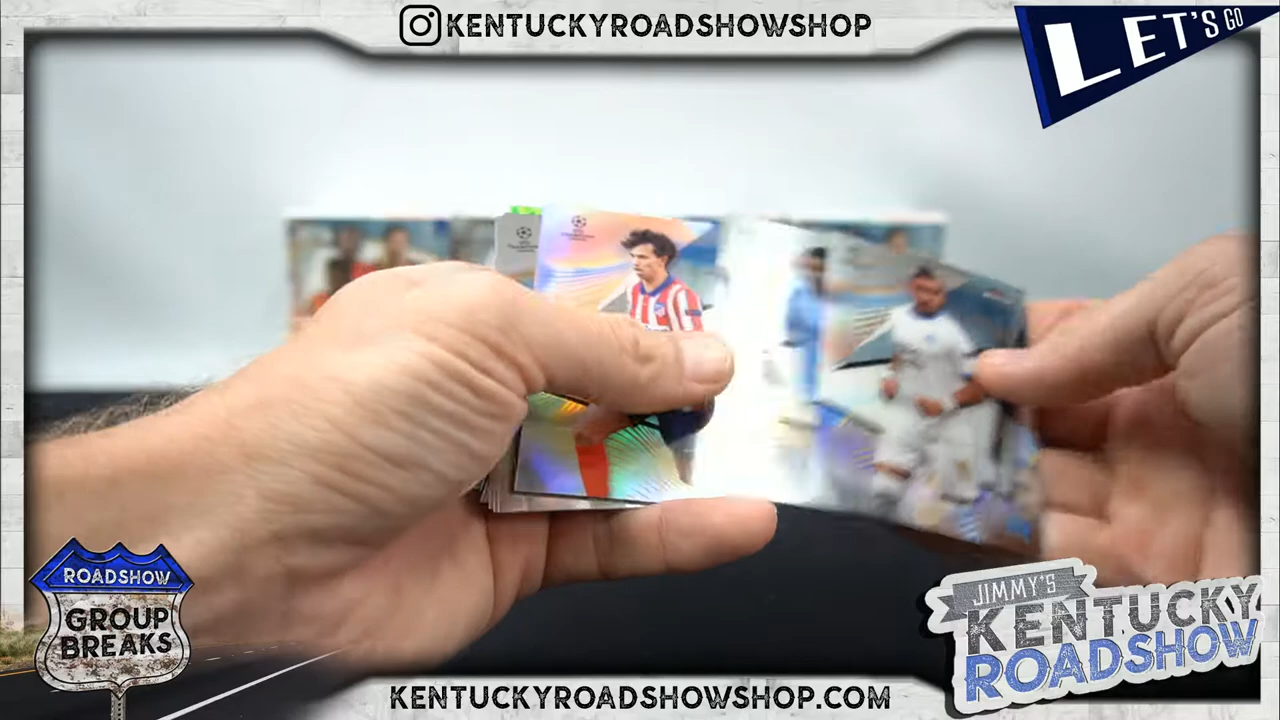 KENTUCKYROADSHOWSHOP
LET'S GO
ROADSHOW
GROUP
BREAKS
JIMMY'S
KENTUCKY
ROADSHOW
KENTUCKYROADSHOWSHOP.COM